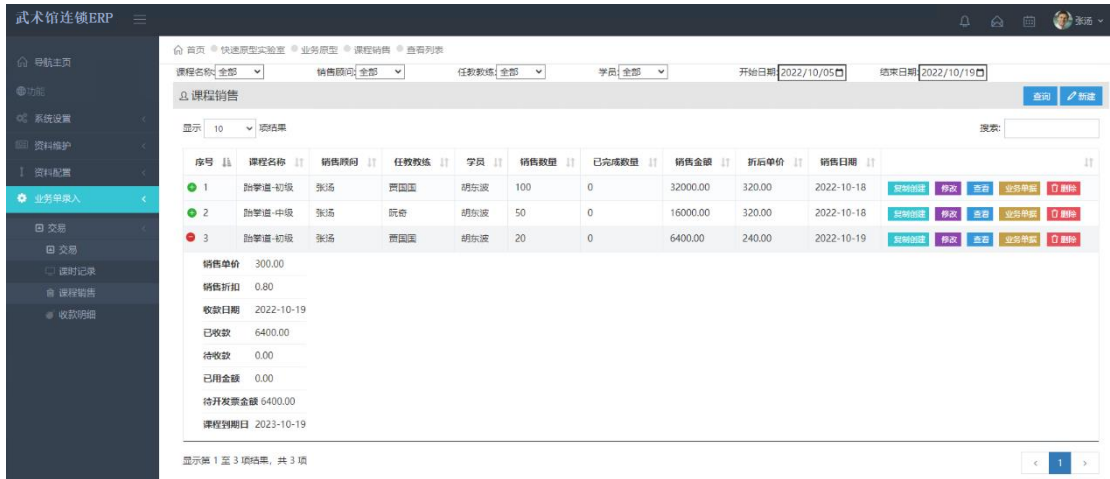 武术馆连锁ERP
张汤
导航主页
功能
系统设置
资料维护
资料配置
业务单录入
交易
交易
课时记录
课程销售
收款明细
首页 快速原型实验室 业务原型 课程销售 查看列表
课程名称: 全部 销售顾问: 全部 任教教练: 全部 学员: 全部 开始日期: 2022/10/05 结束日期: 2022/10/19
课程销售 查询 新建
显示 10 项结果 搜索:
序号 课程名称 销售顾问 任教教练 学员 销售数量 已完成数量 销售金额 折后单价 销售日期
1 跆拳道-初级 张汤 贾国国 胡东波 100 0 32000.00 320.00 2022-10-18 复制创建 修改 查看 业务单据 删除
2 跆拳道-中级 张汤 阮奇 胡东波 50 0 16000.00 320.00 2022-10-18 复制创建 修改 查看 业务单据 删除
3 跆拳道-初级 张汤 贾国国 胡东波 20 0 6400.00 240.00 2022-10-19 复制创建 修改 查看 业务单据 删除
销售单价 300.00
销售折扣 0.80
收款日期 2022-10-19
已收款 6400.00
待收款 0.00
已用金额 0.00
待开发票金额 6400.00
课程到期日 2023-10-19
显示第 1 至 3 项结果，共 3 项
< 1 >